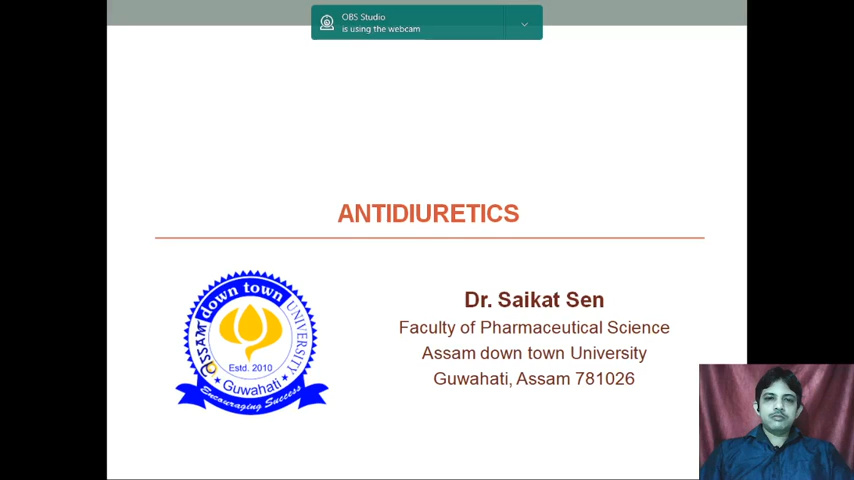 OBS Studio
is using the webcam
ANTIDIURETICS
Dr. Saikat Sen
Faculty of Pharmaceutical Science
Assam down town University
Guwahati, Assam 781026
ASSAM down town UNIVERSITY
Estd. 2010
Guwahati
Encouraging Success